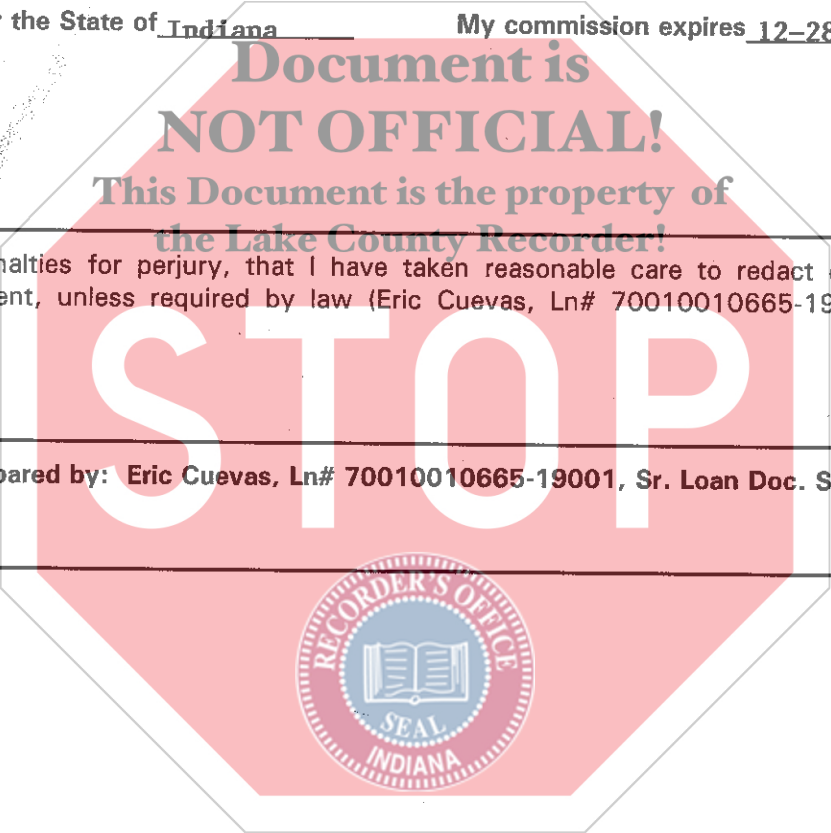 r the State of Indiana My commission expires 12-28
Document is
NOT OFFICIAL!
This Document is the property of
the Lake County Recorder!
nalties for perjury, that I have taken reasonable care to redact
ent, unless required by law (Eric Cuevas, Ln# 70010010665-19
STOP
pared by: Eric Cuevas, Ln# 70010010665-19001, Sr. Loan Doc. S
RECORDER'S OFFICE
SEAL
INDIANA